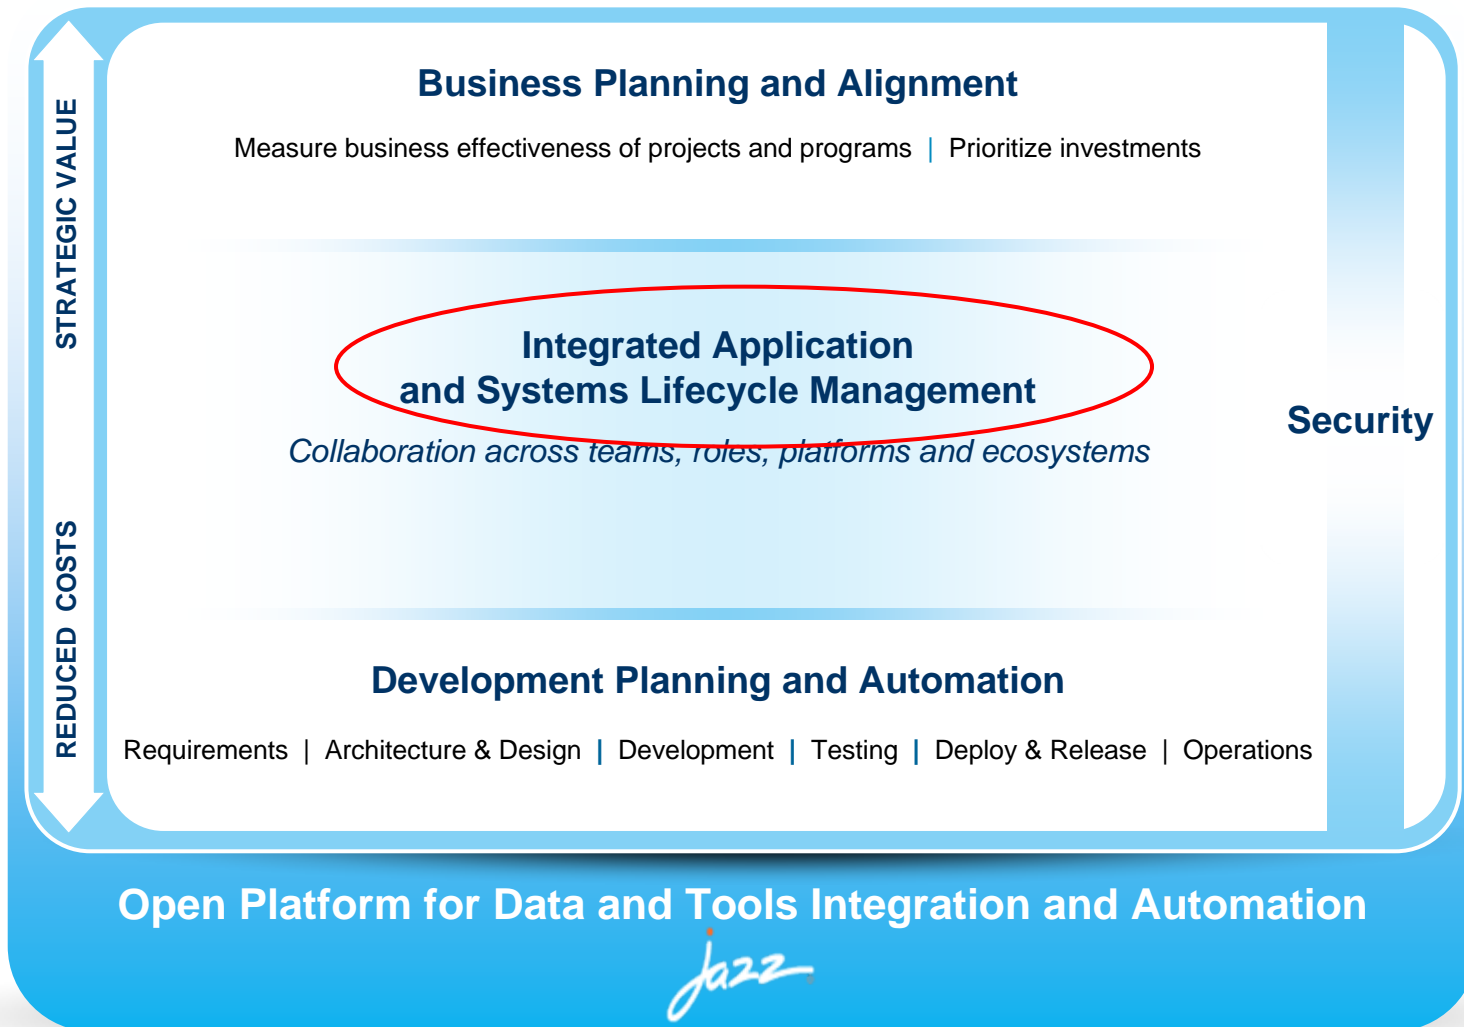 Business Planning and Alignment
Measure business effectiveness of projects and programs | Prioritize investments
STRATEGIC VALUE
Integrated Application
and Systems Lifecycle Management
Collaboration across teams, roles, platforms and ecosystems
Security
REDUCED COSTS
Development Planning and Automation
Requirements | Architecture & Design | Development | Testing | Deploy & Release | Operations
Open Platform for Data and Tools Integration and Automation
jazz